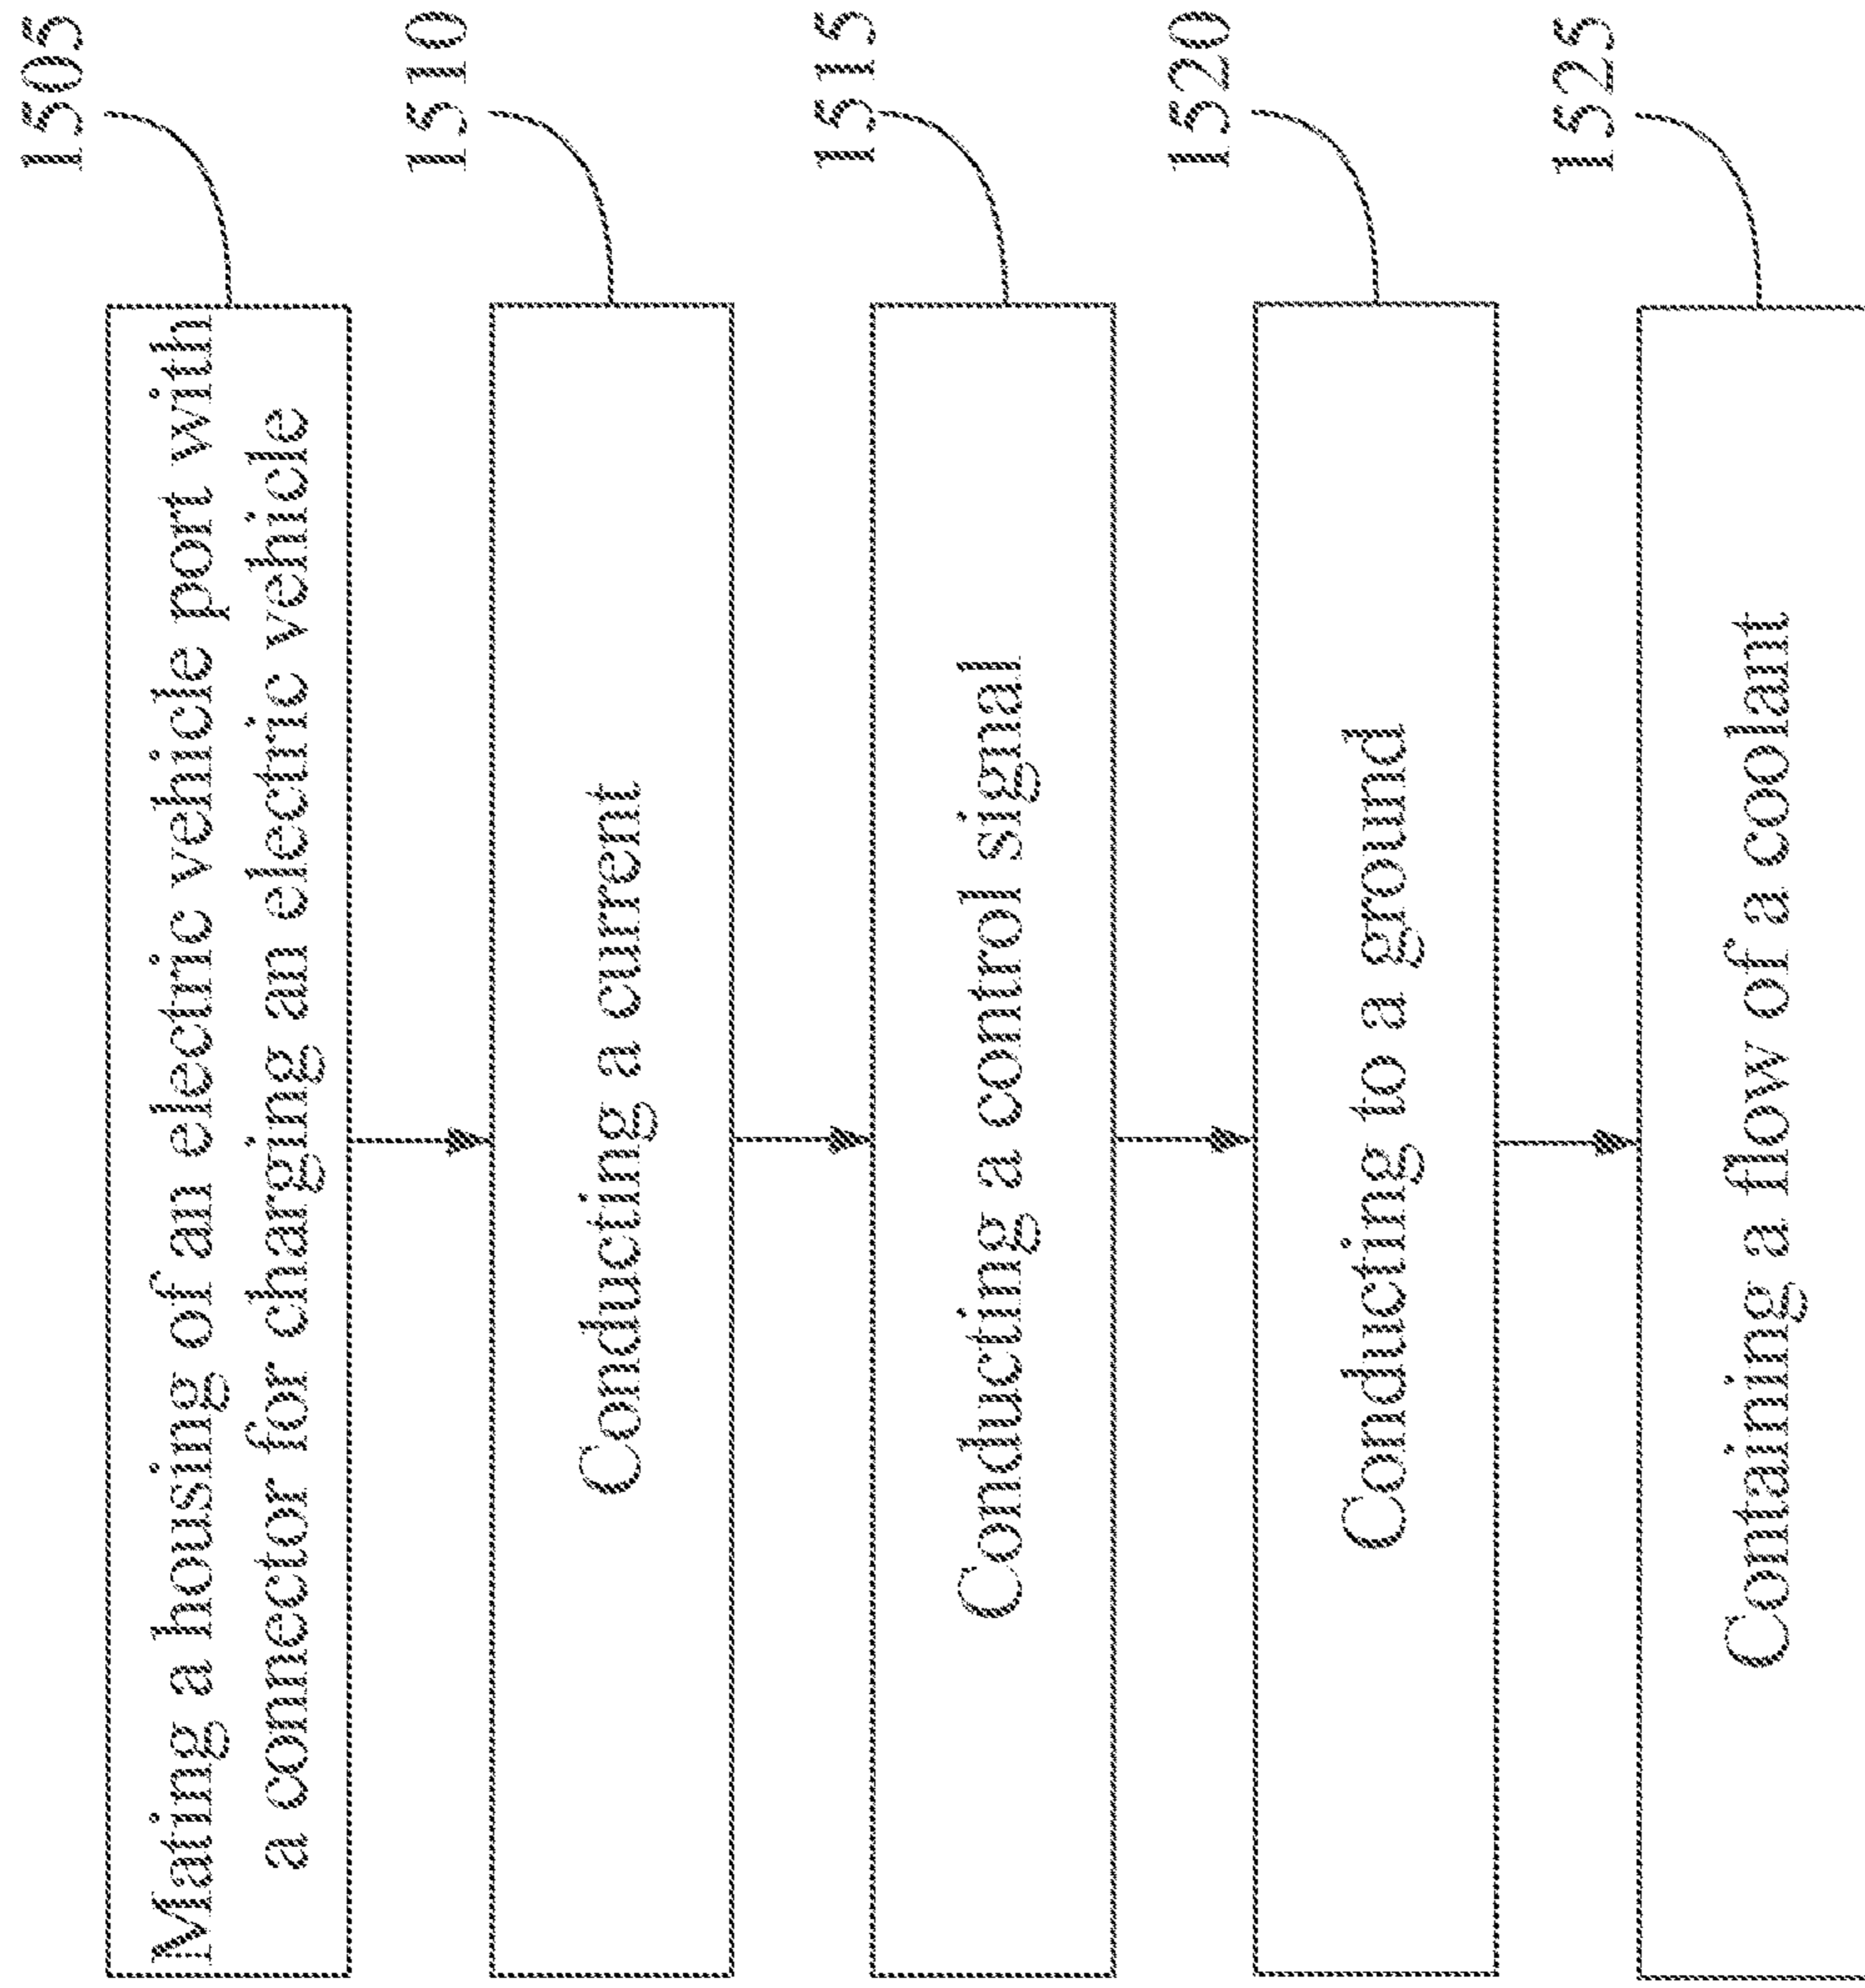 Mating a housing of an electric vehicle port with
a connector for charging an electric vehicle
1505
Conducting a current
1510
Conducting a control signal
1515
Conducting to a ground
1520
Containing a flow of a coolant
1525